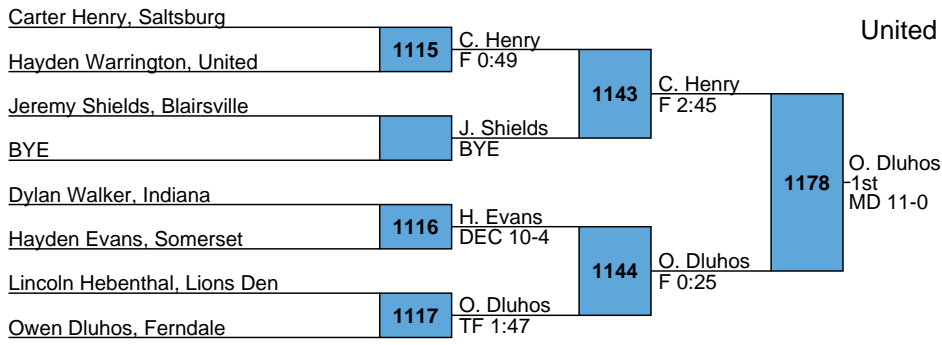 Carter Henry, Saltsburg
United
1115
C. Henry
F 0:49
Hayden Warrington, United
1143
C. Henry
F 2:45
Jeremy Shields, Blairsville
J. Shields
BYE
BYE
1178
O. Dluhos
1st
MD 11-0
Dylan Walker, Indiana
1116
H. Evans
DEC 10-4
Hayden Evans, Somerset
1144
O. Dluhos
F 0:25
Lincoln Hebenthal, Lions Den
1117
O. Dluhos
TF 1:47
Owen Dluhos, Ferndale